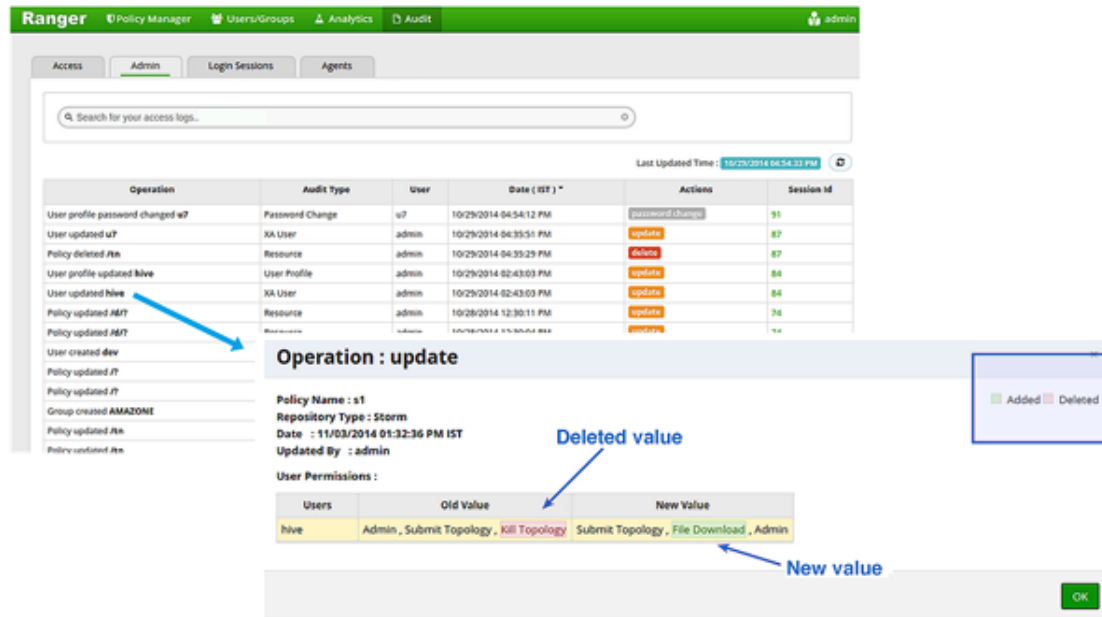 Ranger Policy Manager Users/Groups Analytics Audit admin
Access Admin Login Sessions Agents
Search for your access logs..
Last Updated Time : 10/29/2014 04:54:33 PM
Operation Audit Type User Date ( IST ) Actions Session Id
User profile password changed u7 Password Change u7 10/29/2014 04:54:12 PM password change 91
User updated u7 XA User admin 10/29/2014 04:35:51 PM update 87
Policy deleted /tn Resource admin 10/29/2014 04:35:29 PM delete 87
User profile updated hive User Profile admin 10/29/2014 02:43:03 PM update 84
User updated hive XA User admin 10/29/2014 02:43:03 PM update 84
Policy updated Resource admin 10/28/2014 12:30:11 PM update 74
Policy updated
User created dev
Policy updated
Policy updated
Group created AMAZONE
Policy updated /tn
Policy updated /tn
Operation : update
Added Deleted
Policy Name : s1
Repository Type : Storm
Date : 11/03/2014 01:32:36 PM IST
Updated By : admin
Deleted value
User Permissions :
Users Old Value New Value
hive Admin , Submit Topology , Kill Topology Submit Topology , File Download , Admin
New value
OK